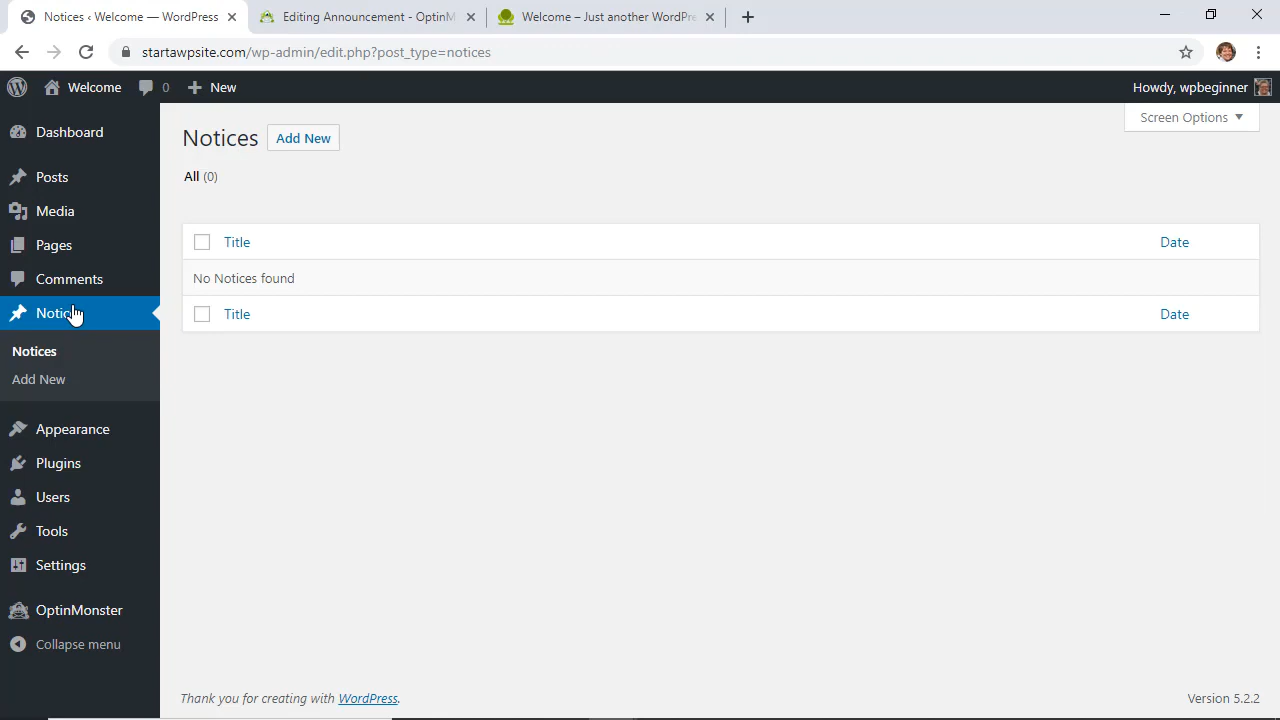 Notices ‹ Welcome — WordPress
Editing Announcement - OptinM
Welcome – Just another WordPre
startawpsite.com/wp-admin/edit.php?post_type=notices
Welcome
0
New
Howdy, wpbeginner
Screen Options
Dashboard
Posts
Media
Pages
Comments
Notices
Add New
Appearance
Plugins
Users
Tools
Settings
OptinMonster
Collapse menu
Notices
Add New
All (0)
Title
Date
No Notices found
Title
Date
Thank you for creating with WordPress.
Version 5.2.2